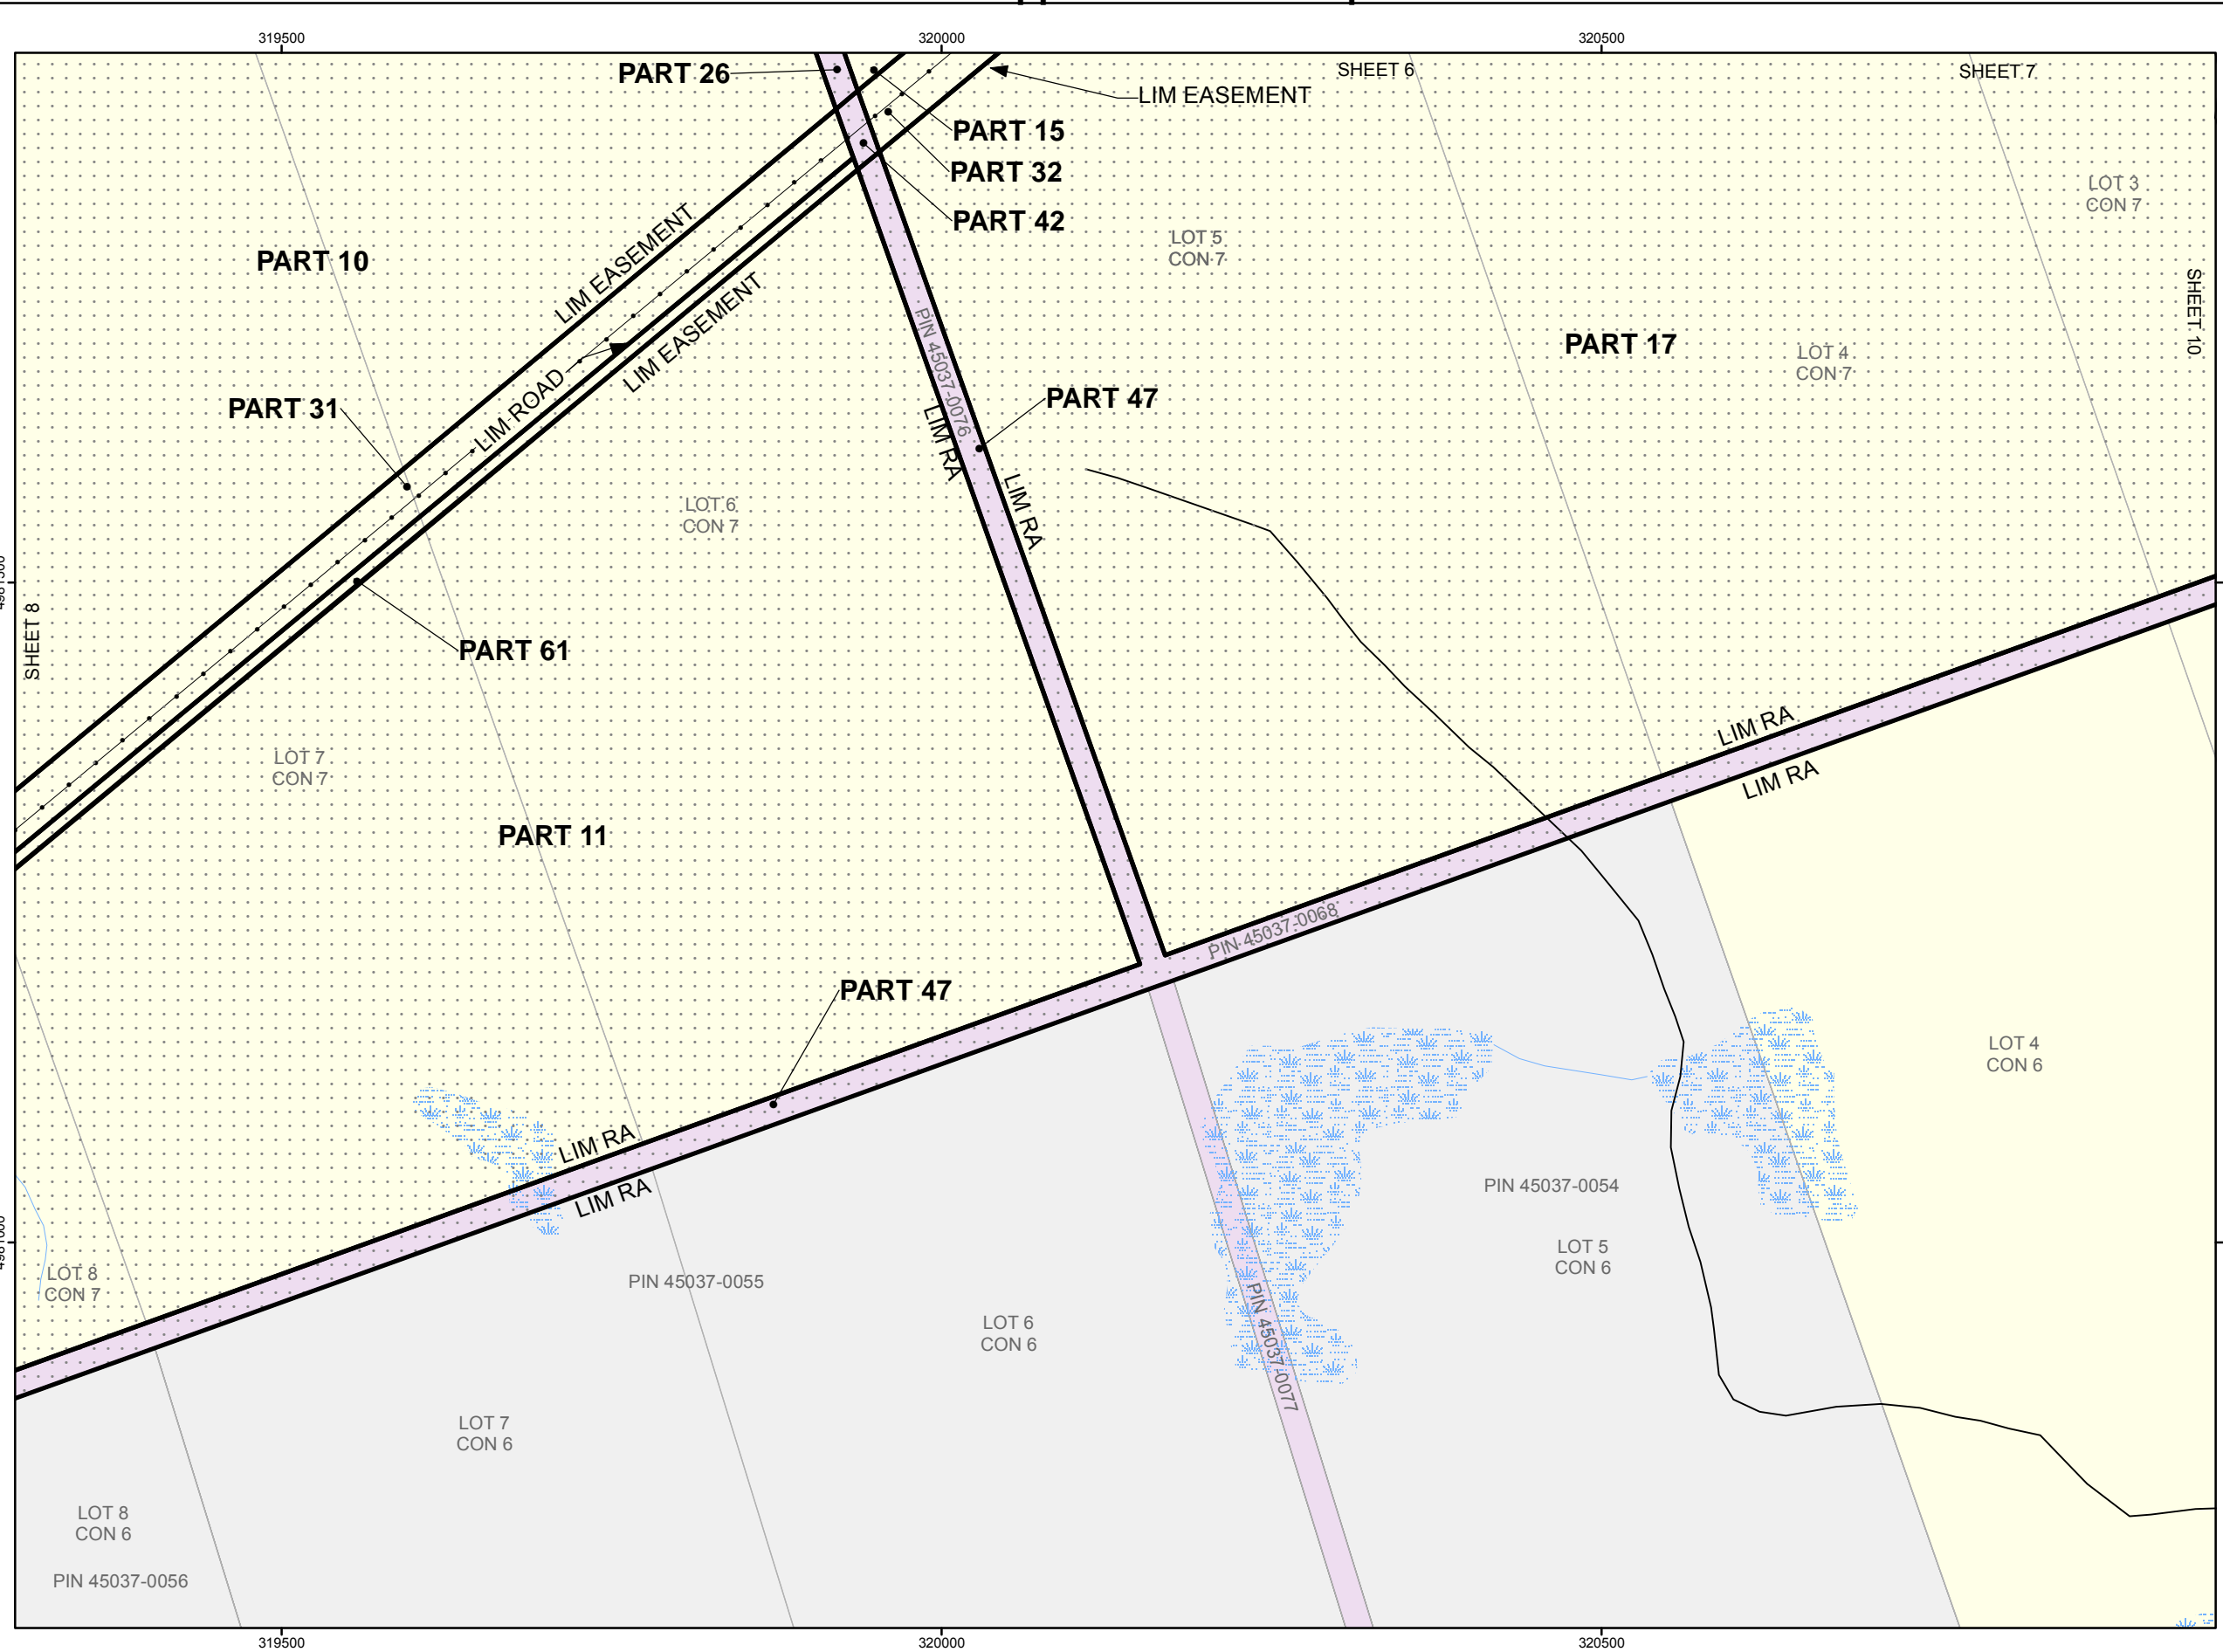 319500
320000
320500
PART 26
SHEET 6
SHEET 7
LIM EASEMENT
PART 15
PART 32
PART 42
LOT 3
CON 7
LOT 5
CON 7
PART 10
LIM EASEMENT
LIM EASEMENT
SHEET 10
PIN 45037-0076
PART 17
LOT 4
CON 7
PART 31
LIM ROAD
PART 47
LIM RA
LIM RA
LOT 6
CON 7
SHEET 8
PART 61
LIM RA
LIM RA
LOT 7
CON 7
PART 11
PIN 45037-0068
PART 47
LOT 4
CON 6
LIM RA
LIM RA
PIN 45037-0054
LOT 5
CON 6
LOT 8
CON 7
PIN 45037-0055
LOT 6
CON 6
PIN 45037-0077
LOT 7
CON 6
LOT 8
CON 6
PIN 45037-0056
319500
320000
320500